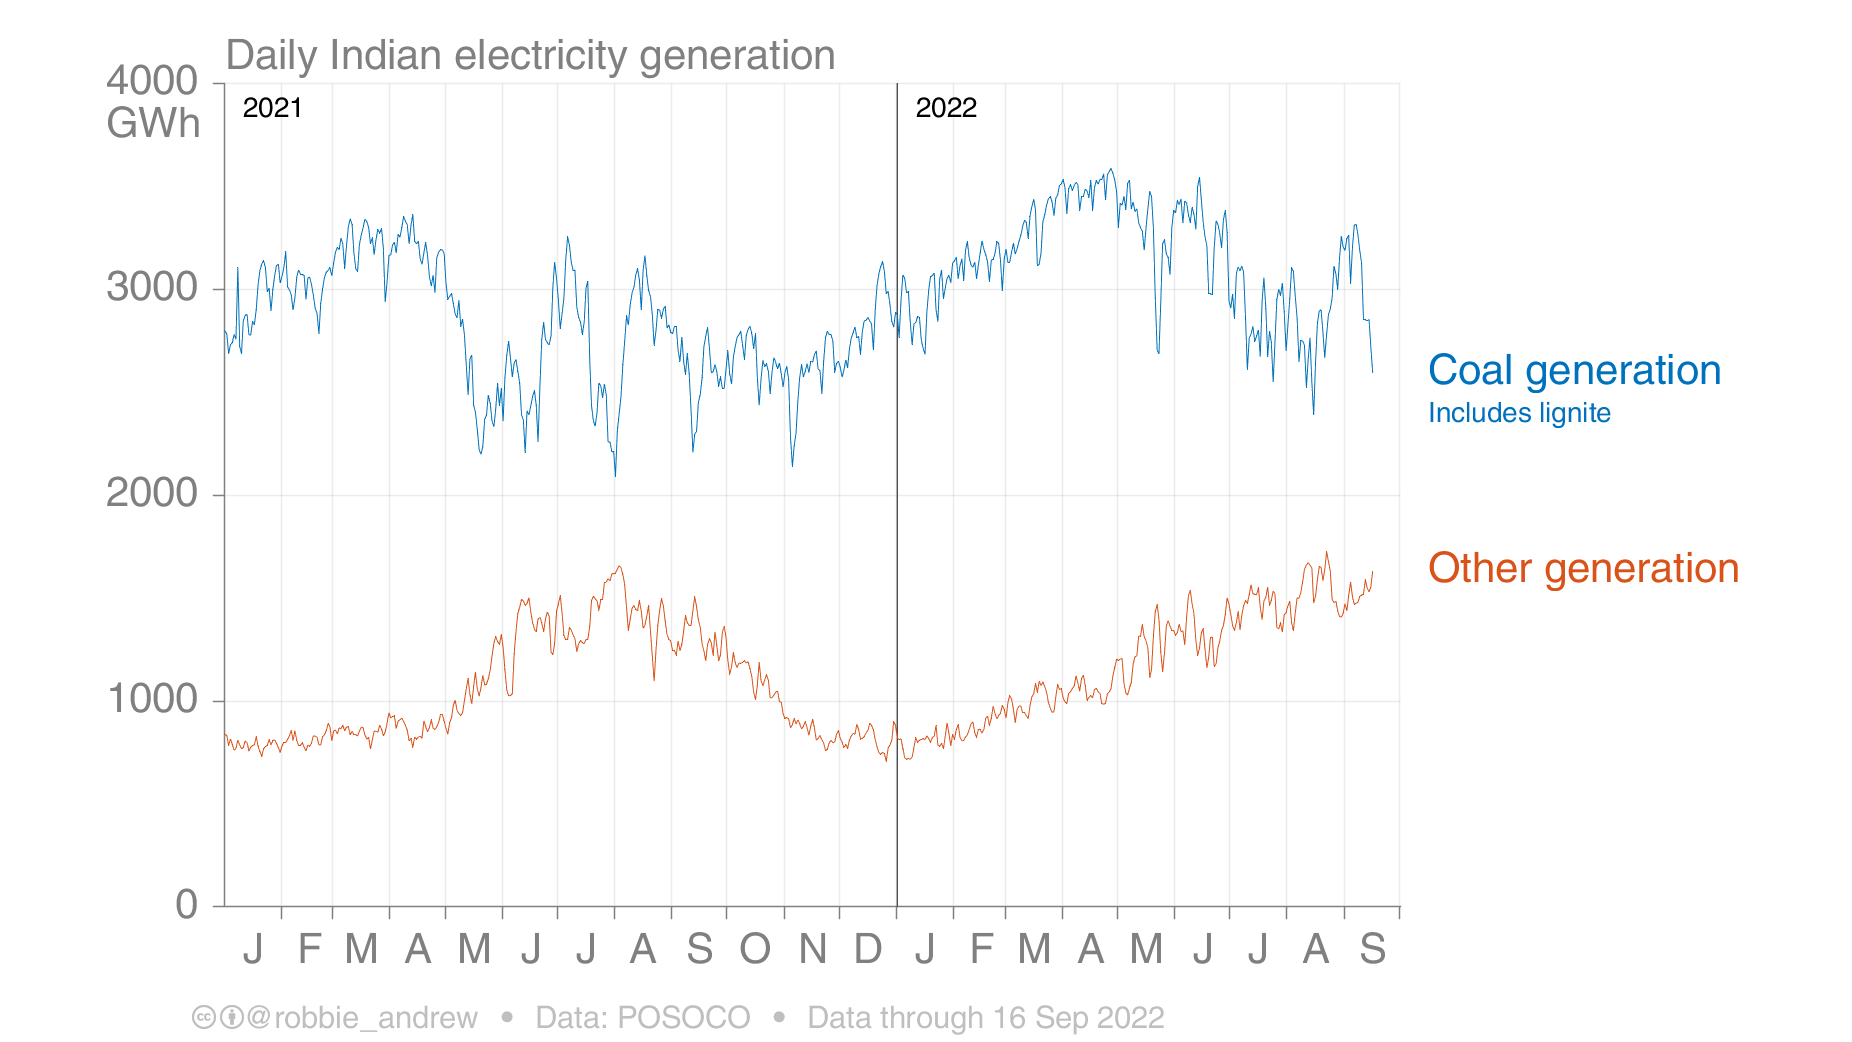 Daily Indian electricity generation
4000
GWh
2021
2022
3000
2000
1000
0
Coal generation
Includes lignite
Other generation
J F M A M J J A S O N D J F M A M J J A S
@robbie_andrew • Data: POSOCO • Data through 16 Sep 2022